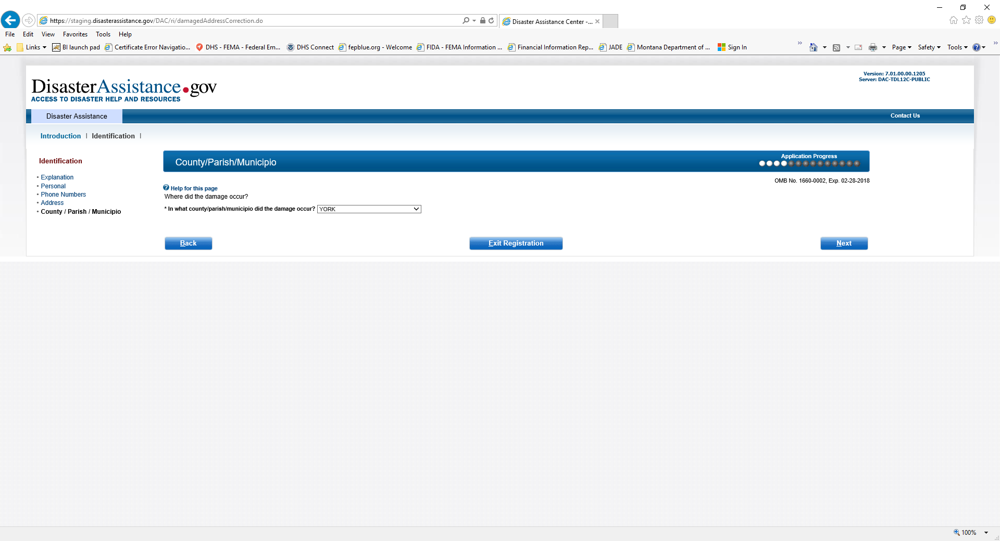 https://staging.disasterassistance.gov/DAC/ri/damagedAddressCorrection.do
Disaster Assistance Center -...
File Edit View Favorites Tools Help
Links BI launch pad Certificate Error Navigatio... DHS - FEMA - Federal Em... DHS Connect fepblue.org - Welcome FIDA - FEMA Information ... Financial Information Rep... JADE Montana Department of ... Sign In » Page Safety Tools »
Version: 7.01.00.00.1205
Server: DAC-TDL12C-PUBLIC
DisasterAssistance.gov
ACCESS TO DISASTER HELP AND RESOURCES
Disaster Assistance
Contact Us
Introduction | Identification |
Identification
• Explanation
• Personal
• Phone Numbers
• Address
• County / Parish / Municipio
County/Parish/Municipio
Application Progress
OMB No. 1660-0002, Exp. 02-28-2018
Help for this page
Where did the damage occur?
* In what county/parish/municipio did the damage occur? YORK
Back
Exit Registration
Next
100%